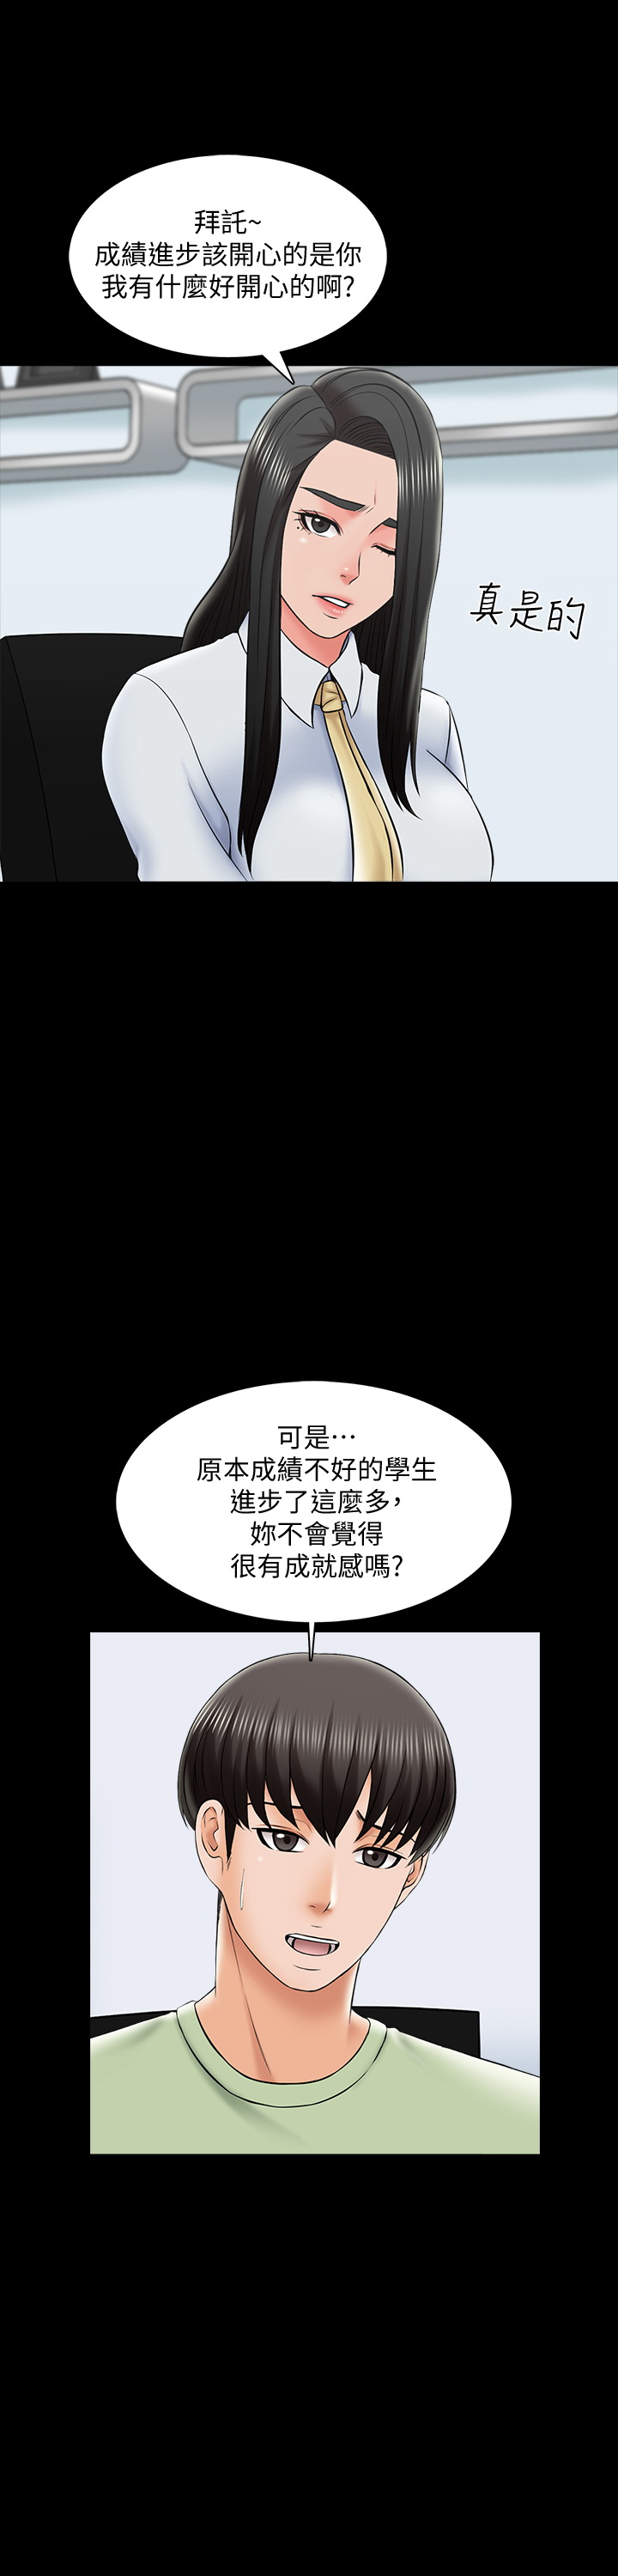 拜託~
成績進步該開心的是你
我有什麼好開心的啊?
真是的
可是…
原本成績不好的學生
進步了這麼多，
妳不會覺得
很有成就感嗎?